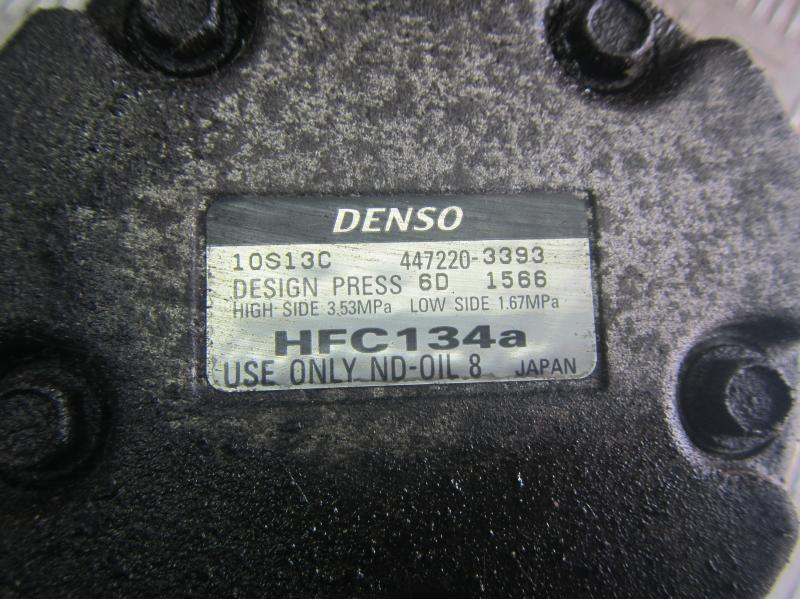 DENSO
10S13C 447220-3393
DESIGN PRESS 6D 1566
HIGH SIDE 3.53MPa LOW SIDE 1.67MPa
HFC134a
USE ONLY ND-OIL 8 JAPAN